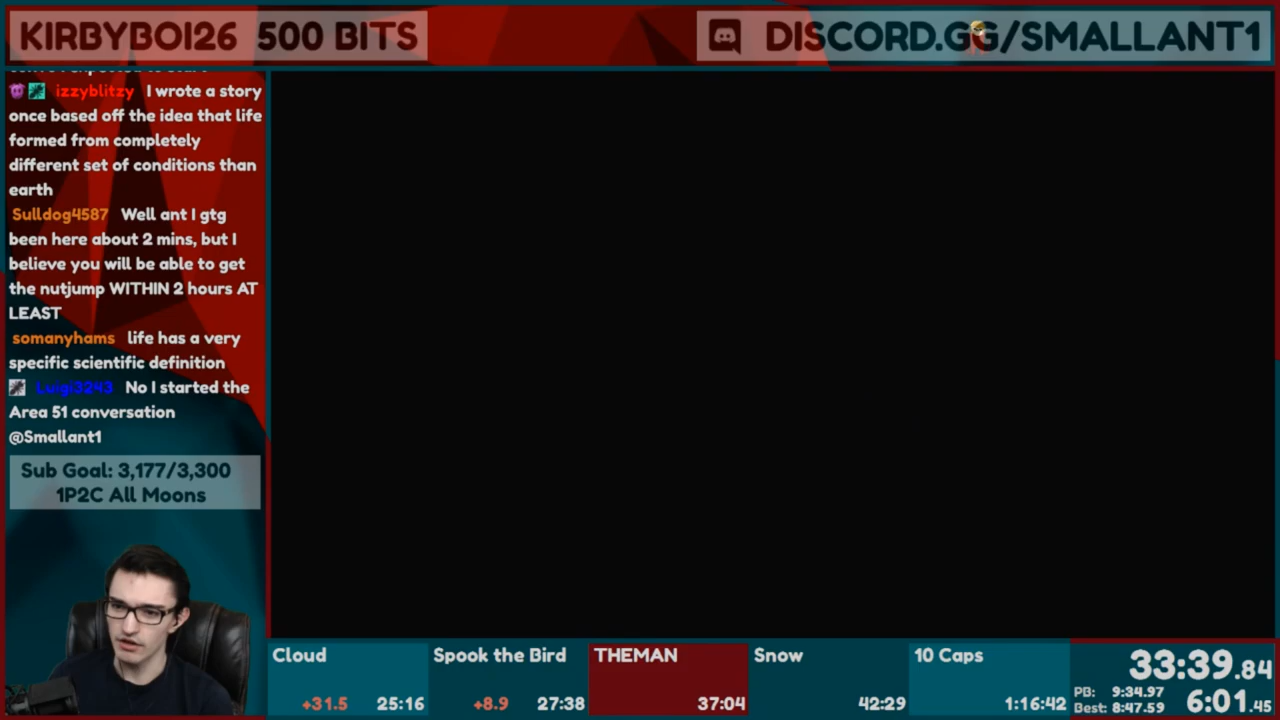 KIRBYBOI26 500 BITS
DISCORD.GG/SMALLANT1
izzyblitzy I wrote a story
once based off the idea that life
formed from completely
different set of conditions than
earth
Sulldog4587 Well ant I gtg
been here about 2 mins, but I
believe you will be able to get
the nutjump WITHIN 2 hours AT
LEAST
somanyhams life has a very
specific scientific definition
Luigi3243 No I started the
Area 51 conversation
@Smallant1
Sub Goal: 3,177/3,300
1P2C All Moons
Cloud
+31.5 25:16
Spook the Bird
+8.9 27:38
THEMAN
37:04
Snow
42:29
10 Caps
1:16:42
33:39.84
PB: 9:34.97
Best: 8:47.59
6:01.45